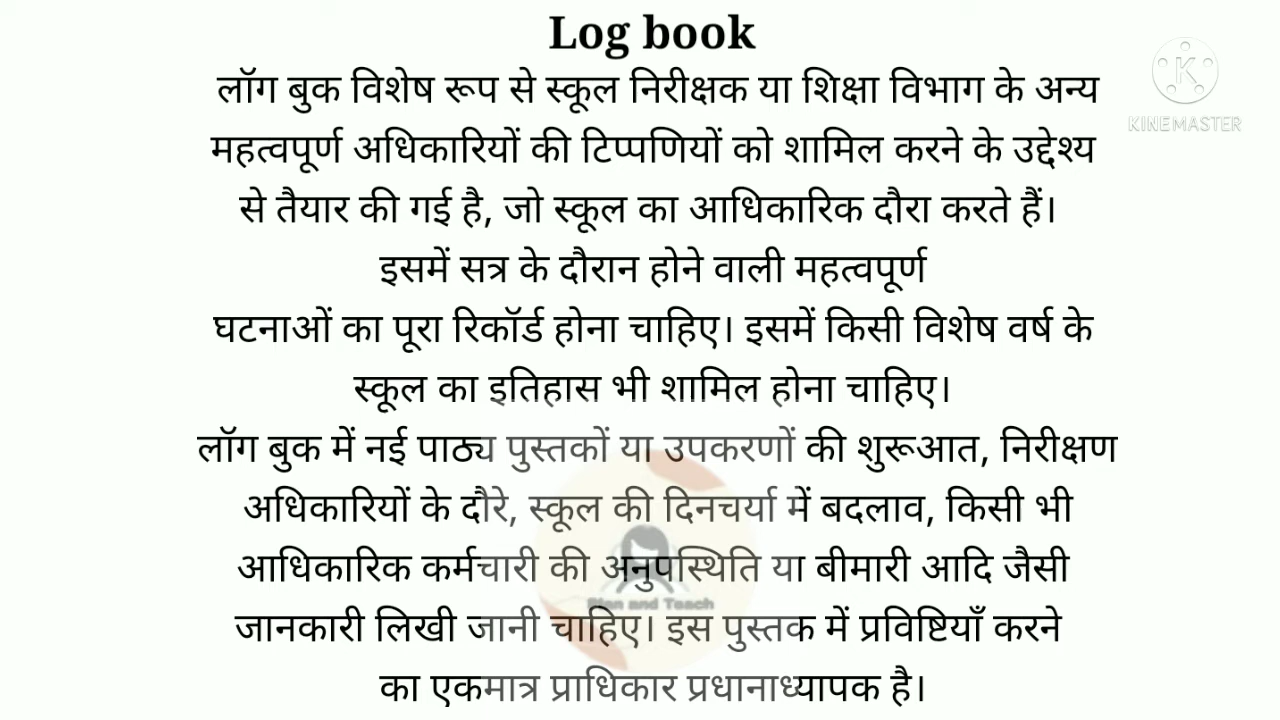 Log book
लॉग बुक विशेष रूप से स्कूल निरीक्षक या शिक्षा विभाग के अन्य
महत्वपूर्ण अधिकारियों की टिप्पणियों को शामिल करने के उद्देश्य
से तैयार की गई है, जो स्कूल का आधिकारिक दौरा करते हैं।
इसमें सत्र के दौरान होने वाली महत्वपूर्ण
घटनाओं का पूरा रिकॉर्ड होना चाहिए। इसमें किसी विशेष वर्ष के
स्कूल का इतिहास भी शामिल होना चाहिए।
लॉग बुक में नई पाठ्य पुस्तकों या उपकरणों की शुरूआत, निरीक्षण
अधिकारियों के दौरे, स्कूल की दिनचर्या में बदलाव, किसी भी
आधिकारिक कर्मचारी की अनुपस्थिति या बीमारी आदि जैसी
जानकारी लिखी जानी चाहिए। इस पुस्तक में प्रविष्टियाँ करने
का एकमात्र प्राधिकार प्रधानाध्यापक है।
K
KINEMASTER
and Teach